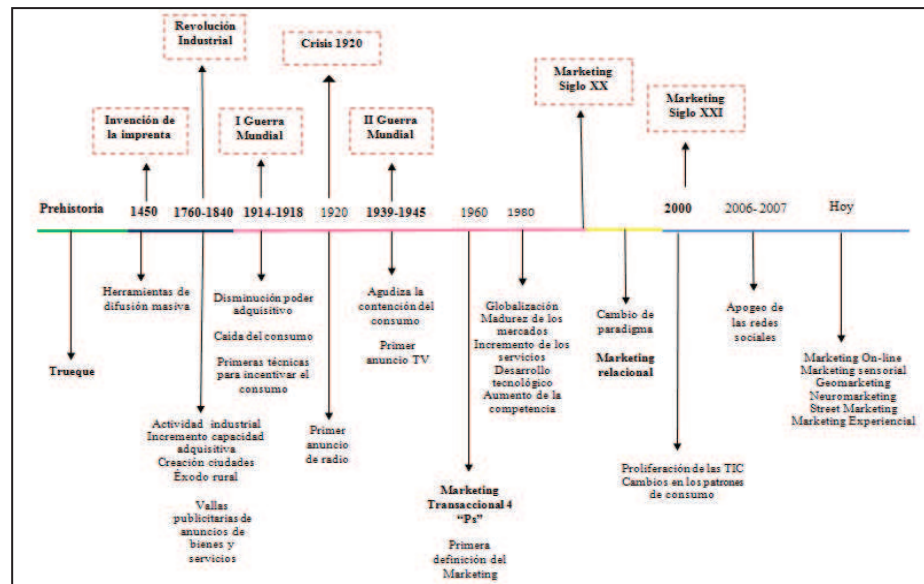 Revolución
Industrial
Crisis 1920
Marketing
Siglo XX
Marketing
Siglo XXI
Invención de
la imprenta
I Guerra
Mundial
II Guerra
Mundial
Prehistoria
1450
1760-1840
1914-1918
1920
1939-1945
1960
1980
2000
2006-2007
Hoy
Trueque
Herramientas de
difusión masiva
Actividad industrial
Incremento capacidad
adquisitiva
Creación ciudades
Éxodo rural
Vallas
publicitarias de
anuncios de
bienes y
servicios
Disminución poder
adquisitivo
Caida del consumo
Primeras técnicas
para incentivar el
consumo
Primer
anuncio
de radio
Agudiza la
contención del
consumo
Primer
anuncio TV
Marketing
Transaccional 4
“Ps”
Primera
definición del
Marketing
Globalización
Madurez de los
mercados
Incremento de los
servicios
Desarrollo
tecnológico
Aumento de la
competencia
Cambio de
paradigma
Marketing
relacional
Proliferación de las TIC
Cambios en los patrones
de consumo
Apogeo de
las redes
sociales
Marketing On-line
Marketing sensorial
Geomarketing
Neuromarketing
Street Marketing
Marketing Experiencial